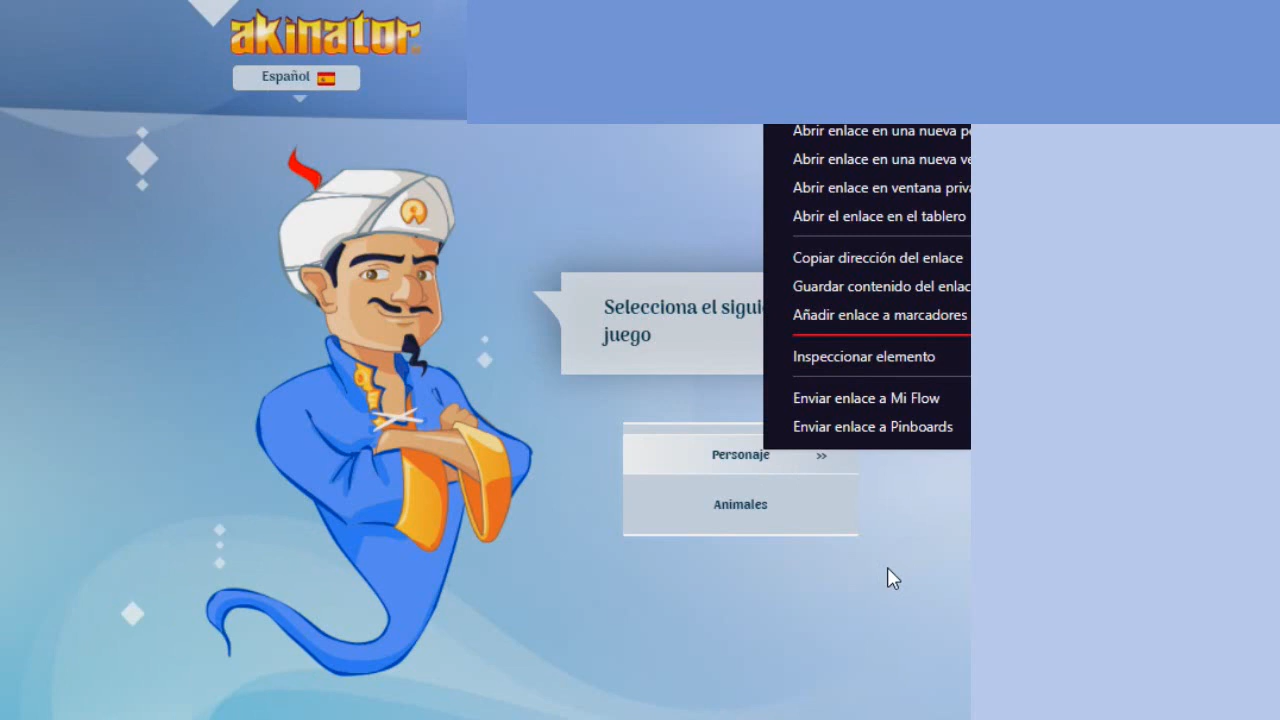 akinator
Español
Abrir enlace en una nueva
Abrir enlace en una nueva
Abrir enlace en ventana
Abrir el enlace en el tablero
Copiar dirección del enlace
Guardar contenido del
Añadir enlace a marcadores
Inspeccionar elemento
Enviar enlace a Mi Flow
Enviar enlace a Pinboards
Selecciona el
juego
Personaje >>
Animales